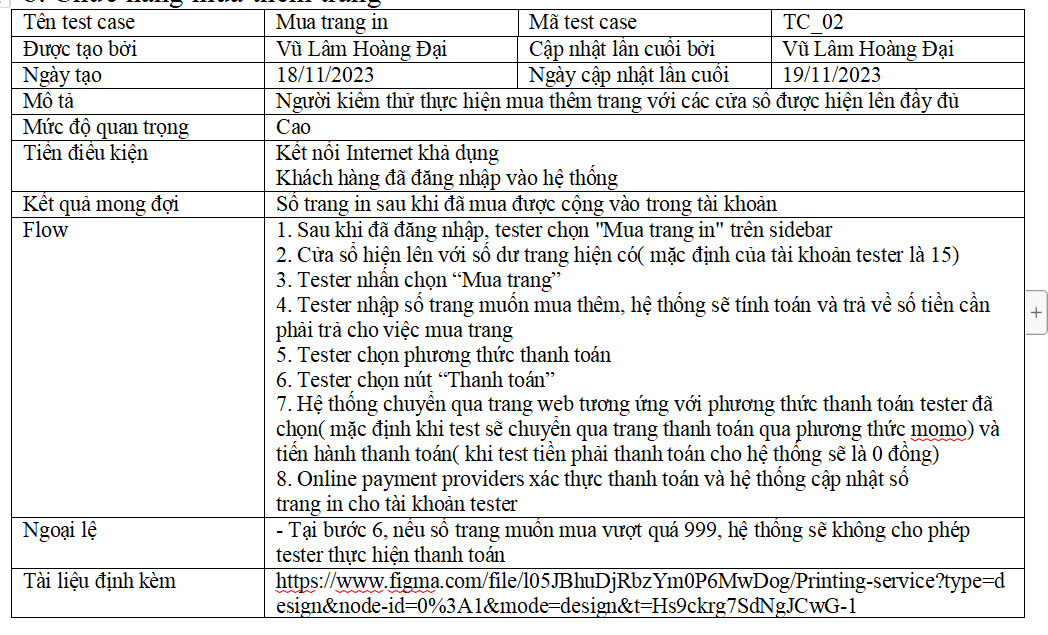 Tên test case Mua trang in Mã test case TC_02
Được tạo bởi Vũ Lâm Hoàng Đại Cập nhật lần cuối bởi Vũ Lâm Hoàng Đại
Ngày tạo 18/11/2023 Ngày cập nhật lần cuối 19/11/2023
Mô tả Người kiểm thử thực hiện mua thêm trang với các cửa sổ được hiện lên đầy đủ
Mức độ quan trọng Cao
Tiền điều kiện Kết nối Internet khả dụng
Khách hàng đã đăng nhập vào hệ thống
Kết quả mong đợi Số trang in sau khi đã mua được cộng vào trong tài khoản
Flow 1. Sau khi đã đăng nhập, tester chọn "Mua trang in" trên sidebar
2. Cửa sổ hiện lên với số dư trang hiện có( mặc định của tài khoản tester là 15)
3. Tester nhấn chọn “Mua trang”
4. Tester nhập số trang muốn mua thêm, hệ thống sẽ tính toán và trả về số tiền cần
phải trả cho việc mua trang
5. Tester chọn phương thức thanh toán
6. Tester chọn nút “Thanh toán”
7. Hệ thống chuyển qua trang web tương ứng với phương thức thanh toán tester đã
chọn( mặc định khi test sẽ chuyển qua trang thanh toán qua phương thức momo) và
tiến hành thanh toán( khi test tiền phải thanh toán cho hệ thống sẽ là 0 đồng)
8. Online payment providers xác thực thanh toán và hệ thống cập nhật số
trang in cho tài khoản tester
Ngoại lệ - Tại bước 6, nếu số trang muốn mua vượt quá 999, hệ thống sẽ không cho phép
tester thực hiện thanh toán
Tài liệu định kèm https://www.figma.com/file/l05JBhuDjRbzYm0P6MwDog/Printing-service?type=d
esign&node-id=0%3A1&mode=design&t=Hs9ckrg7SdNgJCwG-1